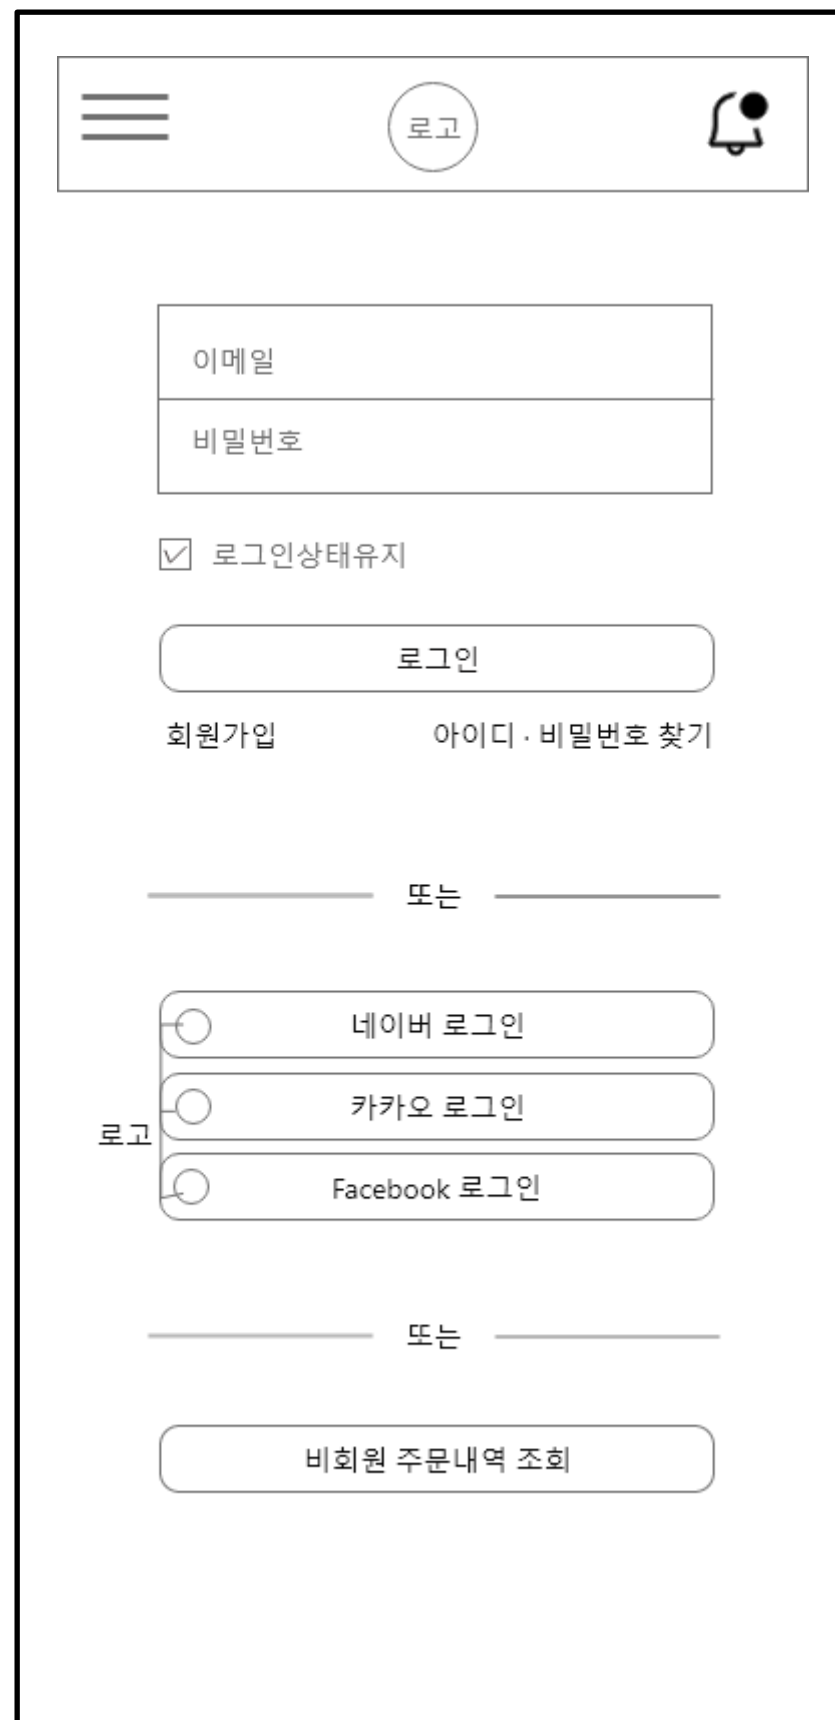 로고
이메일
비밀번호
로그인상태유지
로그인
회원가입 아이디 · 비밀번호 찾기
또는
네이버 로그인
카카오 로그인
로고
Facebook 로그인
또는
비회원 주문내역 조회